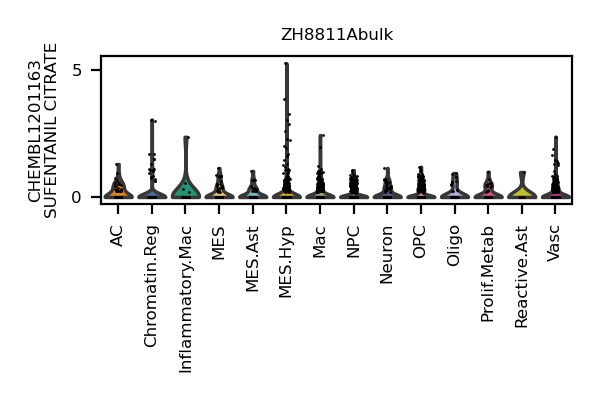 ZH8811Abulk
CHEMBL1201163
SUFENTANIL CITRATE
5
0
AC
Chromatin.Reg
Inflammatory.Mac
MES
MES.Ast
MES.Hyp
Mac
NPC
Neuron
OPC
Oligo
Prolif.Metab
Reactive.Ast
Vasc